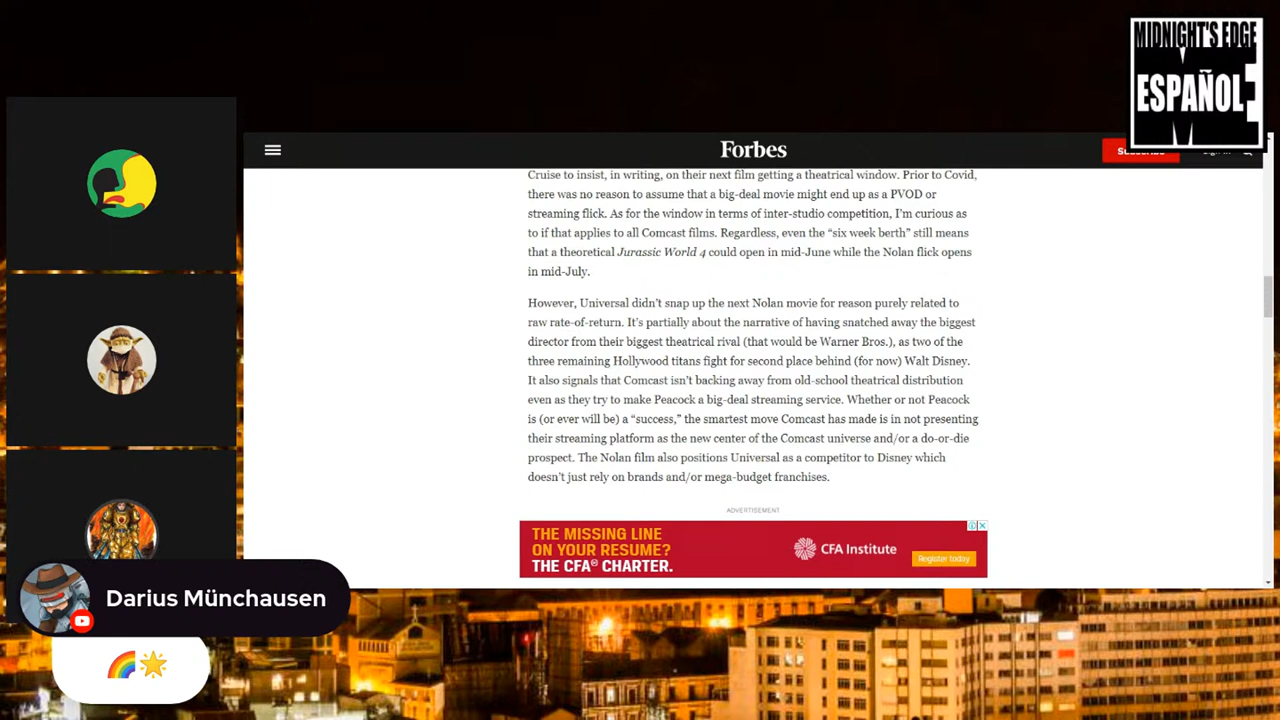 MIDNIGHT'S EDGE
ESPAÑOL
Forbes
Cruise to insist, in writing, on their next film getting a theatrical window. Prior to Covid,
there was no reason to assume that a big-deal movie might end up as a PVOD or
streaming flick. As for the window in terms of inter-studio competition, I'm curious as
to if that applies to all Comcast films. Regardless, even the “six week berth” still means
that a theoretical Jurassic World 4 could open in mid-June while the Nolan flick opens
in mid-July.
However, Universal didn't snap up the next Nolan movie for reason purely related to
raw rate-of-return. It's partially about the narrative of having snatched away the biggest
director from their biggest theatrical rival (that would be Warner Bros.), as two of the
three remaining Hollywood titans fight for second place behind (for now) Walt Disney.
It also signals that Comcast isn't backing away from old-school theatrical distribution
even as they try to make Peacock a big-deal streaming service. Whether or not Peacock
is (or ever will be) a “success,” the smartest move Comcast has made is in not presenting
their streaming platform as the new center of the Comcast universe and/or a do-or-die
prospect. The Nolan film also positions Universal as a competitor to Disney which
doesn't just rely on brands and/or mega-budget franchises.
ADVERTISEMENT
THE MISSING LINE
ON YOUR RESUME?
THE CFA® CHARTER.
CFA Institute
Register today
Darius Münchausen